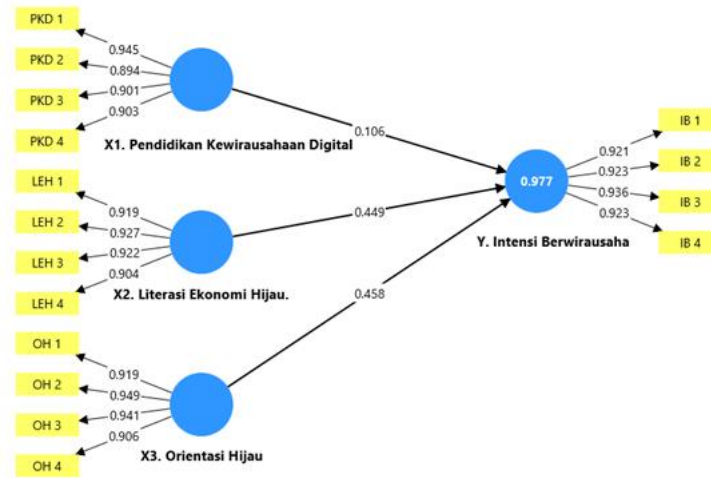 PKD 1
0.945
PKD 2
0.894
PKD 3
0.901
0.903
PKD 4
X1. Pendidikan Kewirausahaan Digital
0.106
LEH 1
0.919
LEH 2
0.927
LEH 3
0.922
0.904
LEH 4
X2. Literasi Ekonomi Hijau.
0.449
OH 1
0.919
OH 2
0.949
OH 3
0.941
0.906
OH 4
X3. Orientasi Hijau
0.458
0.977
Y. Intensi Berwirausaha
IB 1
0.921
IB 2
0.923
IB 3
0.936
0.923
IB 4